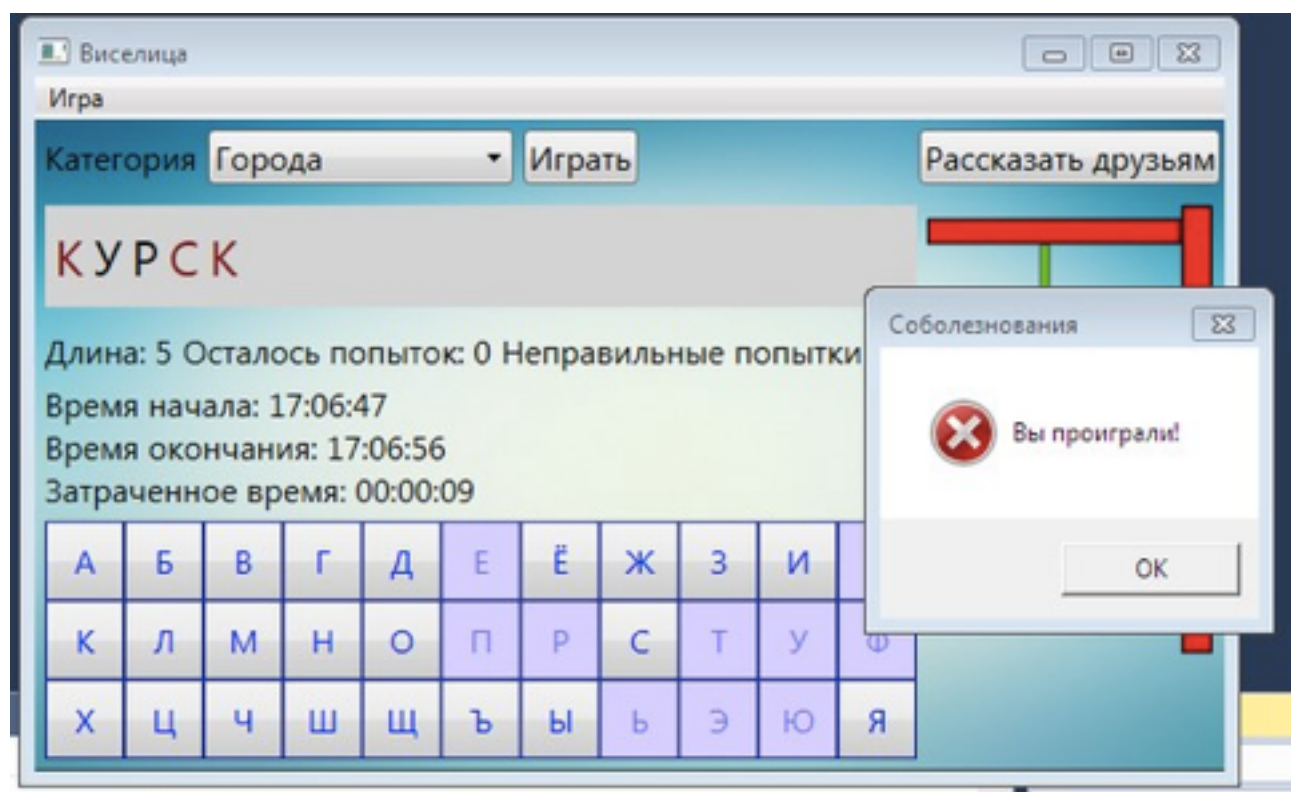 Виселица
Игра
Категория Города Играть Рассказать друзьям
КУРСК
Длина: 5 Осталось попыток: 0 Неправильные попытки
Время начала: 17:06:47
Время окончания: 17:06:56
Затраченное время: 00:00:09
Соболезнования
Вы проиграли!
ОК
А Б В Г Д Е Ё Ж З И
К Л М Н О П Р С Т У Ф
Х Ц Ч Ш Щ Ъ Ы Ь Э Ю Я